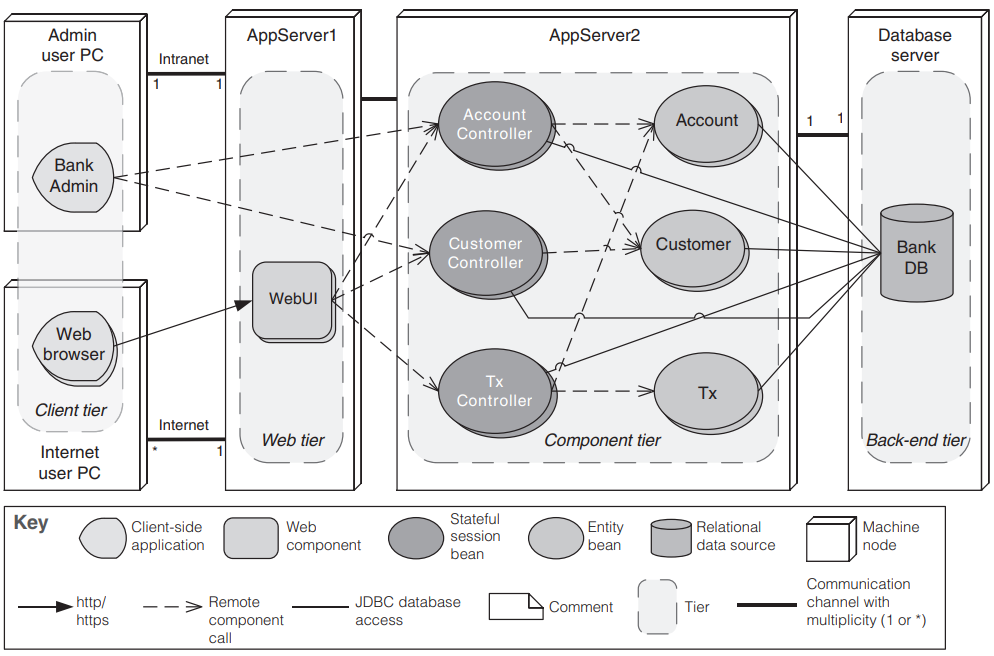 Admin
user PC
AppServer1
AppServer2
Database
server
Intranet
1
1
1
1
Bank
Admin
Account
Controller
Account
Customer
Controller
Customer
WebUI
Bank
DB
Web
browser
Tx
Controller
Tx
Client tier
Internet
*
1
Web tier
Component tier
Back-end tier
Internet
user PC
Key
Client-side
application
Web
component
Stateful
session
bean
Entity
bean
Relational
data source
Machine
node
http/
https
Remote
component
call
JDBC database
access
Comment
Tier
Communication
channel with
multiplicity (1 or *)